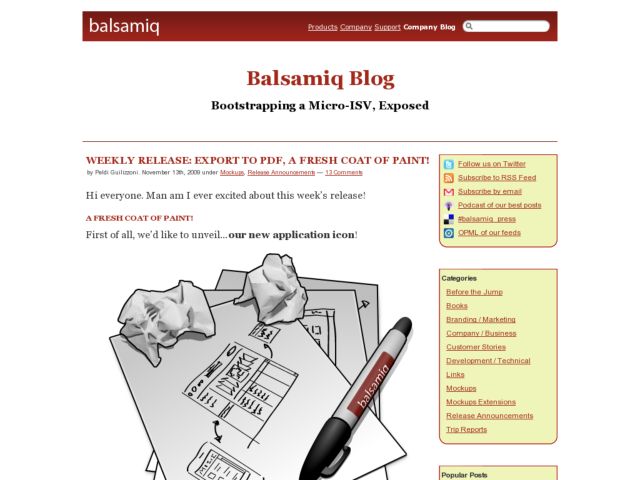 balsamiq
Products Company Support Company Blog
Balsamiq Blog
Bootstrapping a Micro-ISV, Exposed
WEEKLY RELEASE: EXPORT TO PDF, A FRESH COAT OF PAINT!
by Peldi Guilizzoni. November 13th, 2009 under Mockups, Release Announcements — 13 Comments
Hi everyone. Man am I ever excited about this week's release!
A FRESH COAT OF PAINT!
First of all, we'd like to unveil...our new application icon!
balsamiq
Follow us on Twitter
Subscribe to RSS Feed
Subscribe by email
Podcast of our best posts
#balsamiq_press
OPML of our feeds
Categories
Before the Jump
Books
Branding / Marketing
Company / Business
Customer Stories
Development / Technical
Links
Mockups
Mockups Extensions
Release Announcements
Trip Reports
Popular Posts